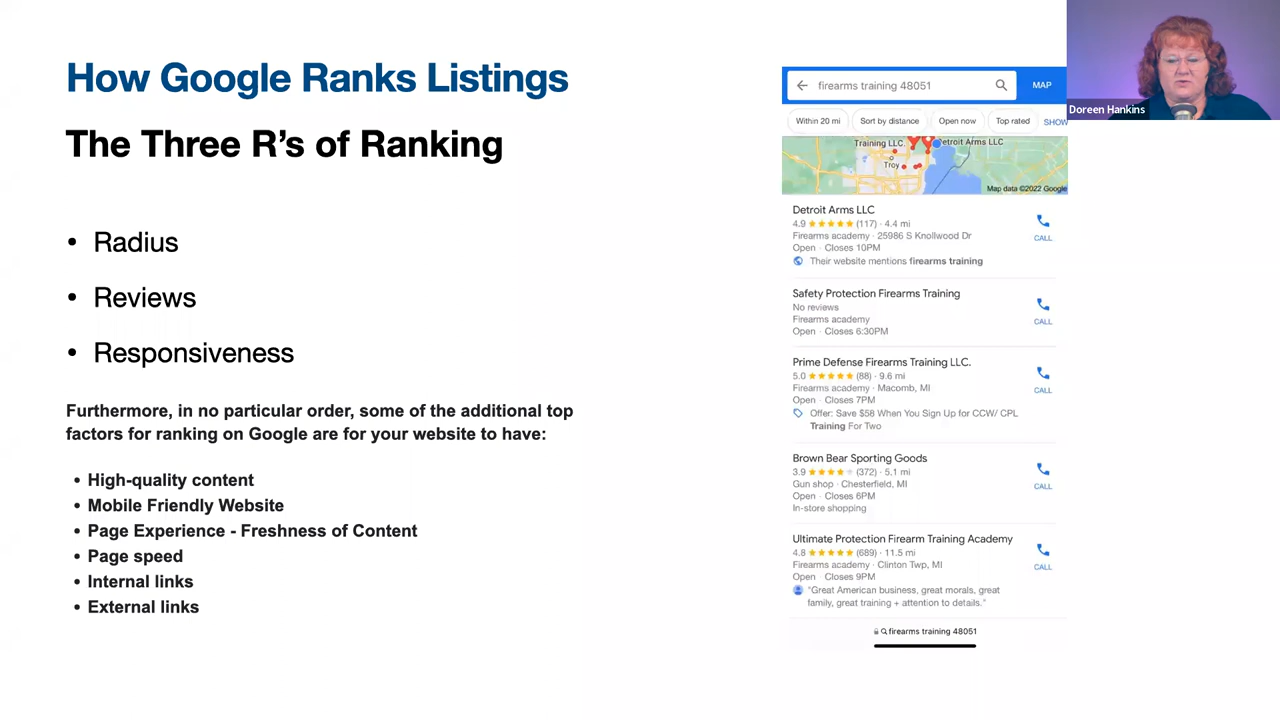 How Google Ranks Listings
The Three R's of Ranking
• Radius
• Reviews
• Responsiveness
Furthermore, in no particular order, some of the additional top
factors for ranking on Google are for your website to have:
• High-quality content
• Mobile Friendly Website
• Page Experience - Freshness of Content
• Page speed
• Internal links
• External links
firearms training 48051
MAP
Within 20 mi
Sort by distance
Open now
Top rated
SHOW
Training LLC.
etroit Arms LLC
Troy
Map data ©2022 Google
Detroit Arms LLC
4.9 ★★★★★ (117) · 4.4 mi
Firearms academy · 25986 S Knollwood Dr
Open · Closes 10PM
Their website mentions firearms training
CALL
Safety Protection Firearms Training
No reviews
Firearms academy
Open · Closes 6:30PM
CALL
Prime Defense Firearms Training LLC.
5.0 ★★★★★ (88) · 9.6 mi
Firearms academy · Macomb, MI
Open · Closes 7PM
Offer: Save $58 When You Sign Up for CCW/ CPL
Training For Two
CALL
Brown Bear Sporting Goods
3.9 ★★★★★ (372) · 5.1 mi
Gun shop · Chesterfield, MI
Open · Closes 6PM
In-store shopping
CALL
Ultimate Protection Firearm Training Academy
4.8 ★★★★★ (689) · 11.5 mi
Firearms academy · Clinton Twp, MI
Open · Closes 9PM
"Great American business, great morals, great
family, great training + attention to details."
CALL
firearms training 48051
Doreen Hankins